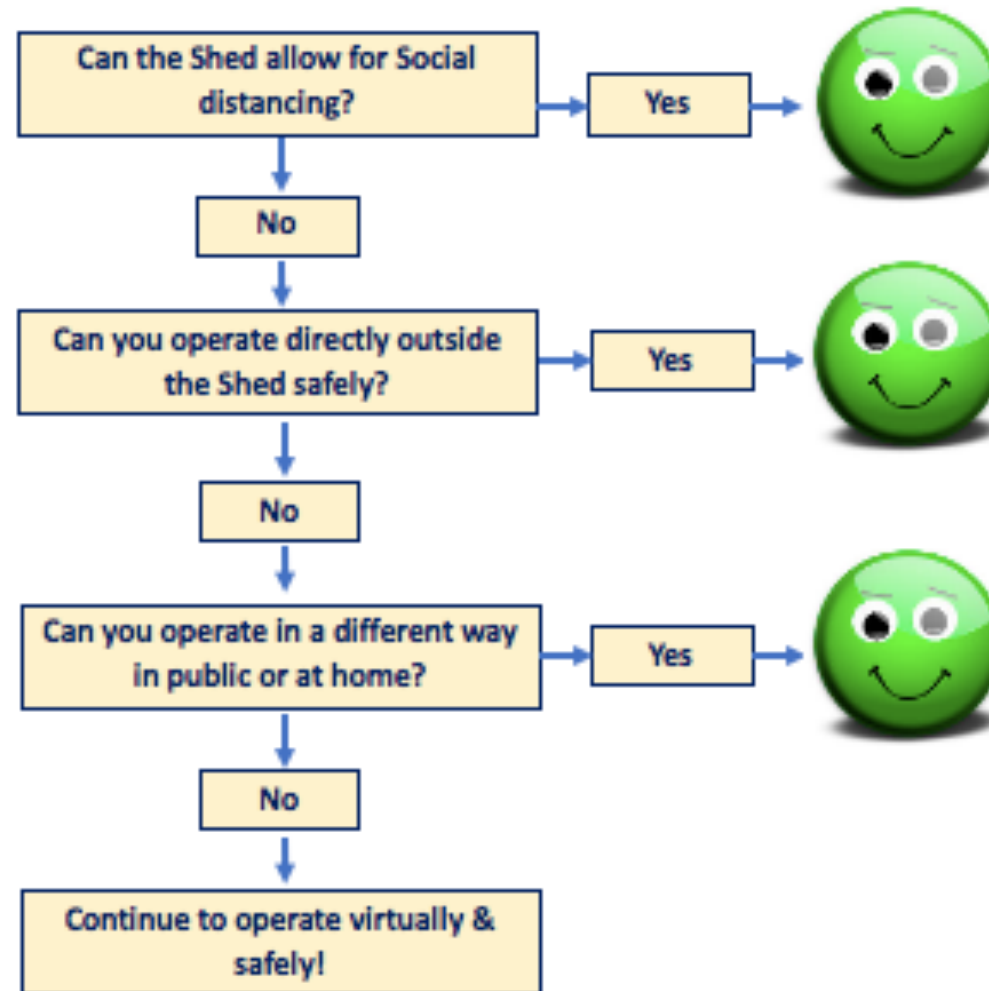 Can the Shed allow for Social
distancing?
Yes
No
Can you operate directly outside
the Shed safely?
Yes
No
Can you operate in a different way
in public or at home?
Yes
No
Continue to operate virtually &
safely!